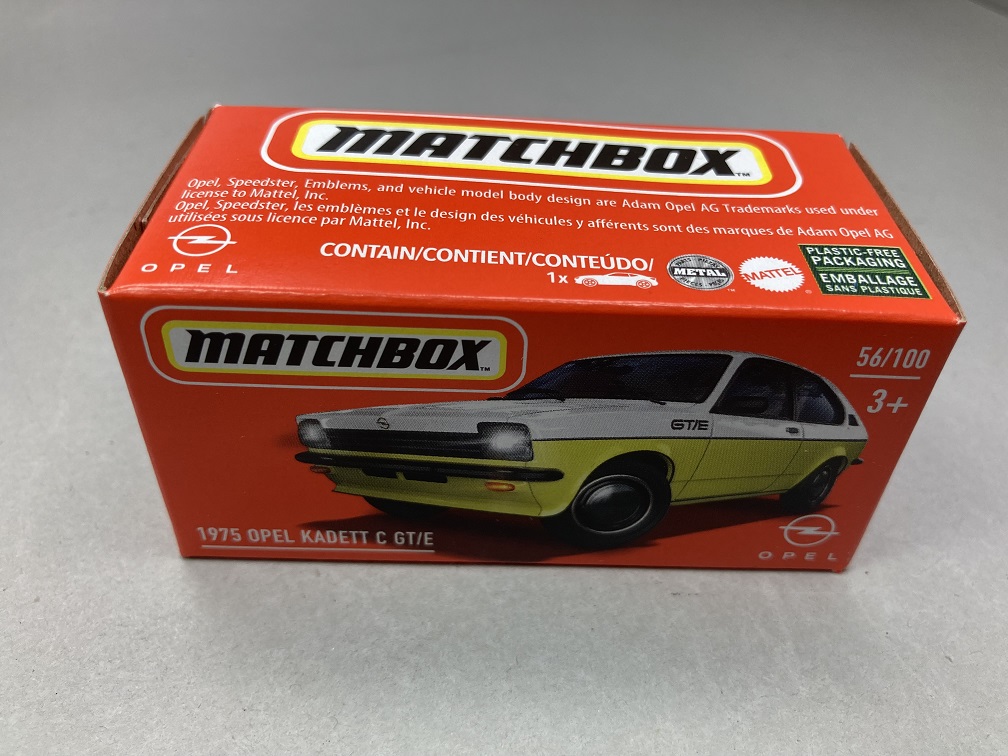 MATCHBOX™
Opel, Speedster, Emblems, and vehicle model body design are Adam Opel AG Trademarks used under
license to Mattel, Inc.
Opel, Speedster, les emblèmes et le design des véhicules y afférents sont des marques de Adam Opel AG
utilisées sous licence par Mattel, Inc.
OPEL
CONTAIN/CONTIENT/CONTEÚDO/
1x
METAL
™
MATTEL
®
PLASTIC-FREE
PACKAGING
EMBALLAGE
SANS PLASTIQUE
MATCHBOX™
56/100
3+
GT/E
1975 OPEL KADETT C GT/E
OPEL